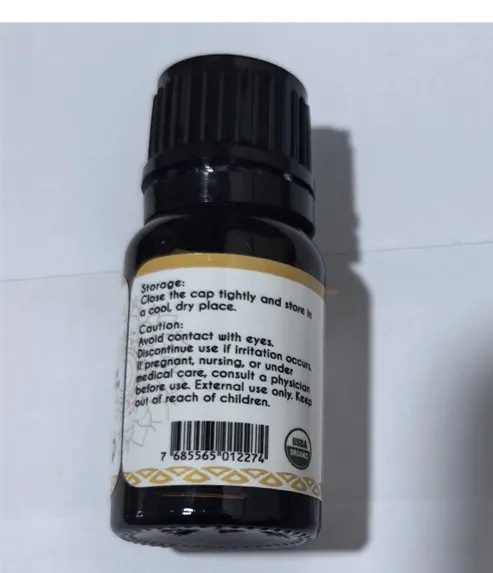 Storage:
Close the cap tightly and store in
a cool, dry place.
Caution:
Avoid contact with eyes.
Discontinue use if irritation occurs.
If pregnant, nursing, or under
medical care, consult a physician
before use. External use only. Keep
out of reach of children.
7 685565 012274
USDA
ORGANIC